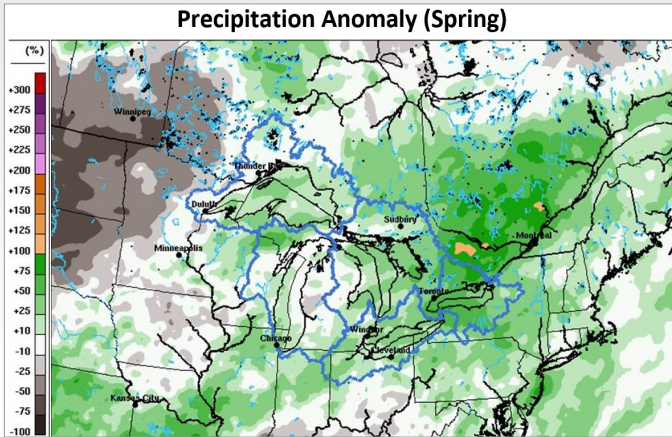 Precipitation Anomaly (Spring)
(%)
+300
+275
+250
+225
+200
+175
+150
+125
+100
+75
+50
+25
+10
-10
-25
-50
-75
-100
Winnipeg
Thunder Bay
Duluth
Sudbury
Minneapolis
Montreal
Toronto
Windsor
Chicago
Cleveland
Kansas City